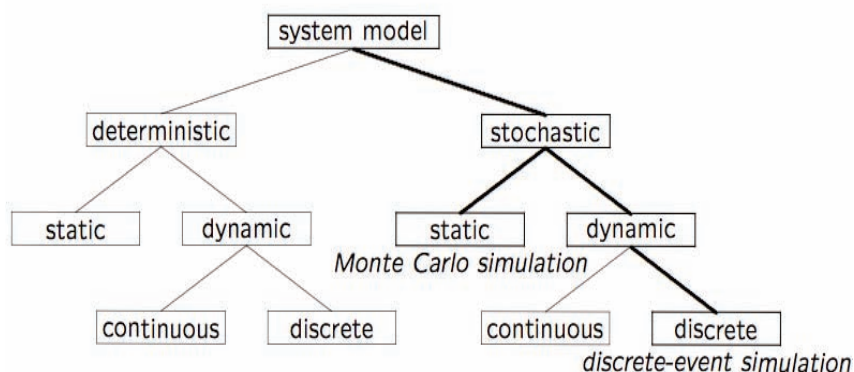 system model
deterministic
stochastic
static
dynamic
static
dynamic
Monte Carlo simulation
continuous
discrete
continuous
discrete
discrete-event simulation